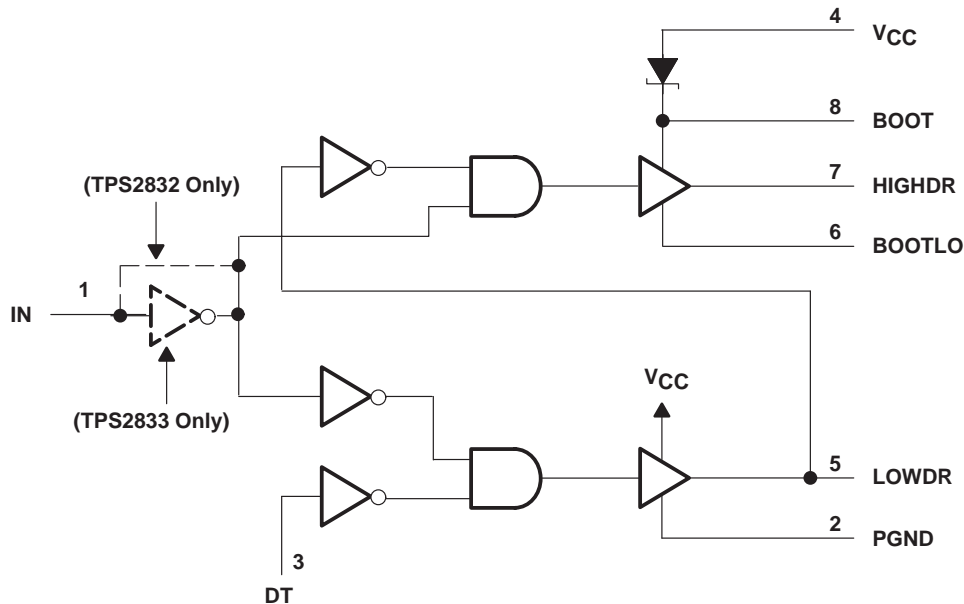 4
VCC
8
BOOT
7
HIGHDR
6
BOOTLO
(TPS2832 Only)
1
IN
(TPS2833 Only)
VCC
5
LOWDR
2
PGND
3
DT